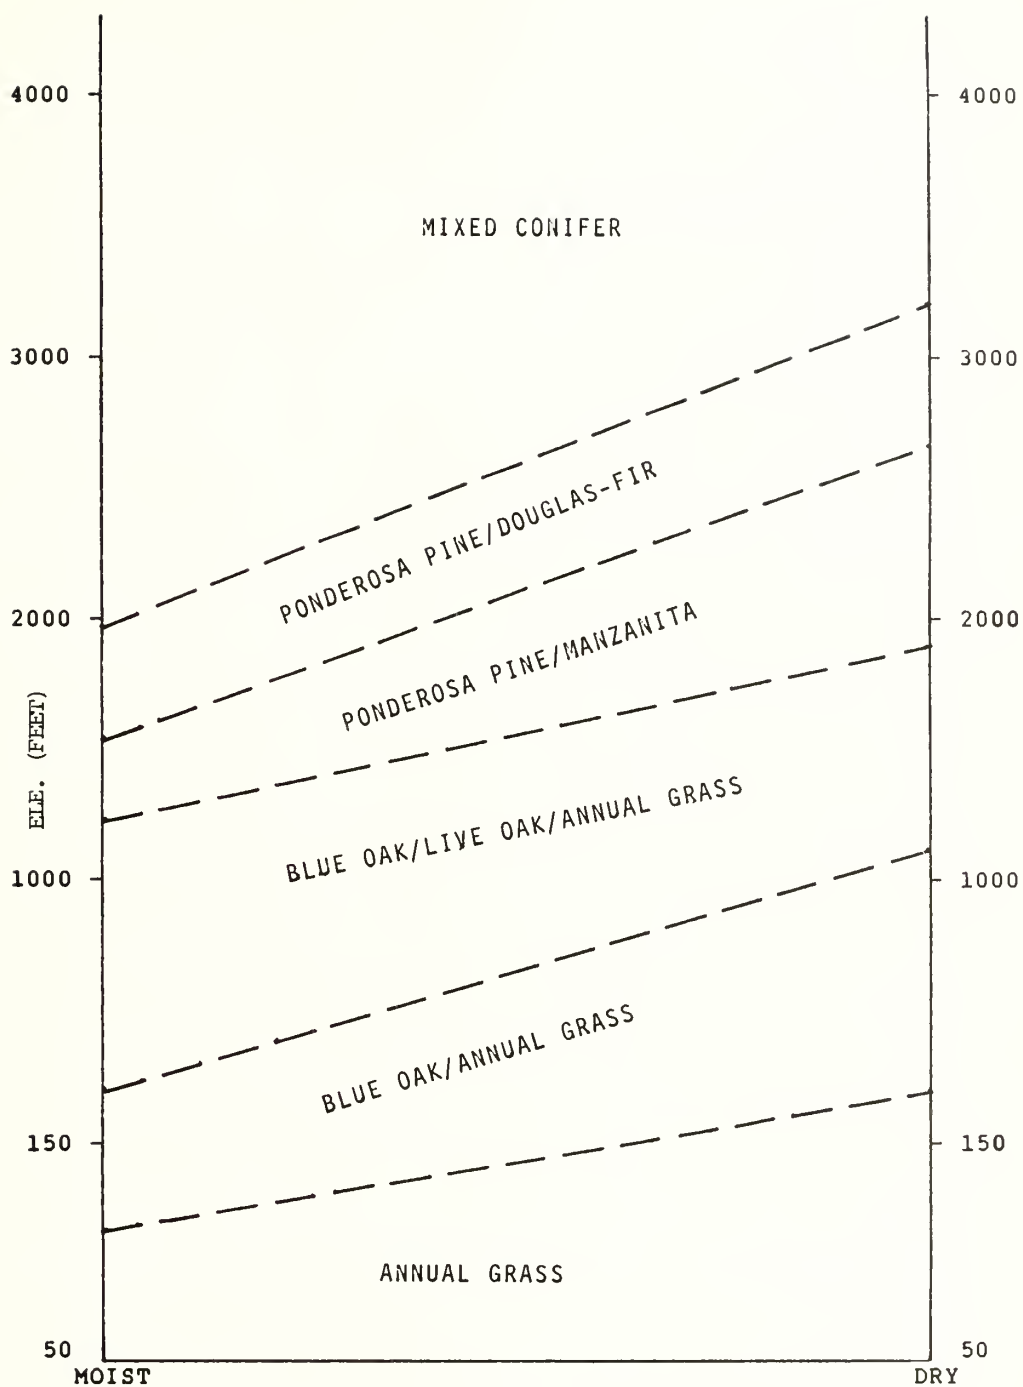 4000 4000
MIXED CONIFER
3000 3000
PONDEROSA PINE/DOUGLAS-FIR
2000 2000
PONDEROSA PINE/MANZANITA
ELE. (FEET)
BLUE OAK/LIVE OAK/ANNUAL GRASS
1000 1000
BLUE OAK/ANNUAL GRASS
150 150
ANNUAL GRASS
50 50
MOIST DRY